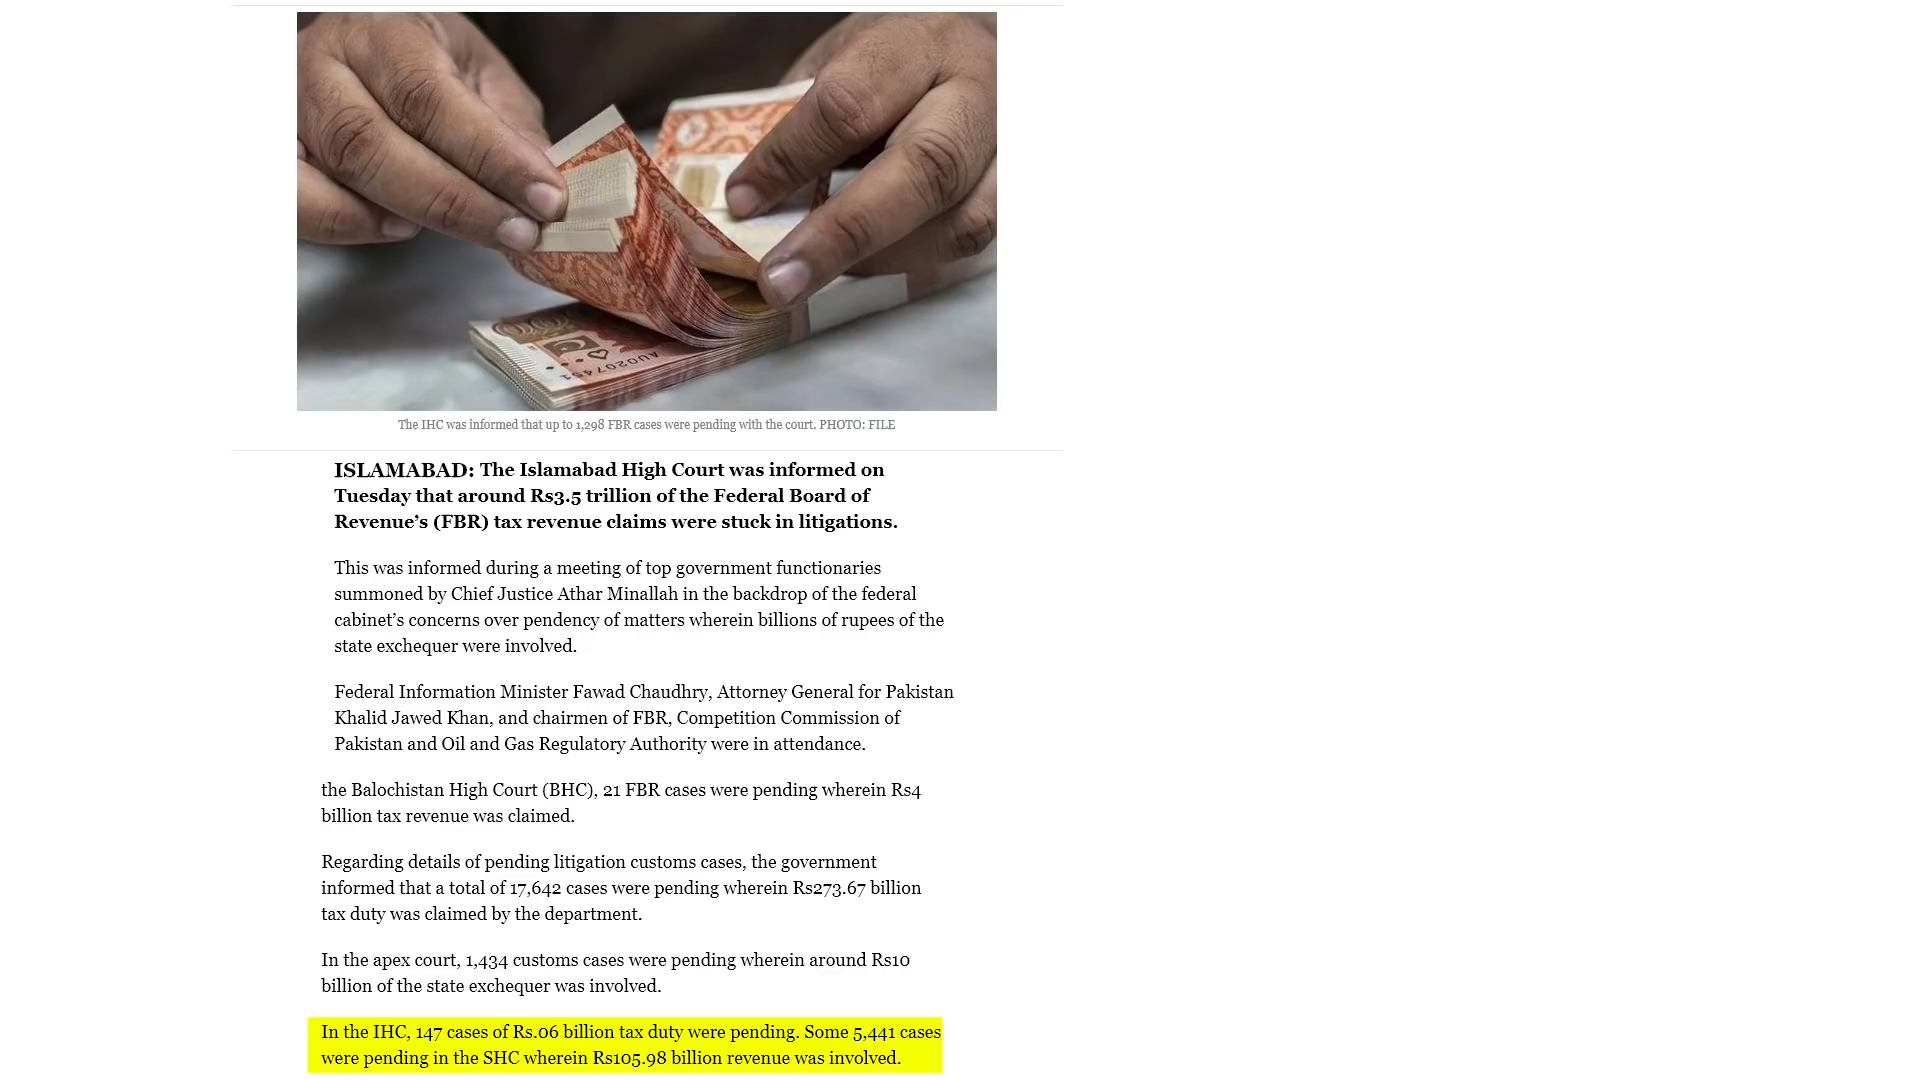 AU0207451
The IHC was informed that up to 1,298 FBR cases were pending with the court. PHOTO: FILE
ISLAMABAD: The Islamabad High Court was informed on
Tuesday that around Rs3.5 trillion of the Federal Board of
Revenue’s (FBR) tax revenue claims were stuck in litigations.
This was informed during a meeting of top government functionaries
summoned by Chief Justice Athar Minallah in the backdrop of the federal
cabinet’s concerns over pendency of matters wherein billions of rupees of the
state exchequer were involved.
Federal Information Minister Fawad Chaudhry, Attorney General for Pakistan
Khalid Jawed Khan, and chairmen of FBR, Competition Commission of
Pakistan and Oil and Gas Regulatory Authority were in attendance.
the Balochistan High Court (BHC), 21 FBR cases were pending wherein Rs4
billion tax revenue was claimed.
Regarding details of pending litigation customs cases, the government
informed that a total of 17,642 cases were pending wherein Rs273.67 billion
tax duty was claimed by the department.
In the apex court, 1,434 customs cases were pending wherein around Rs10
billion of the state exchequer was involved.
In the IHC, 147 cases of Rs.06 billion tax duty were pending. Some 5,441 cases
were pending in the SHC wherein Rs105.98 billion revenue was involved.